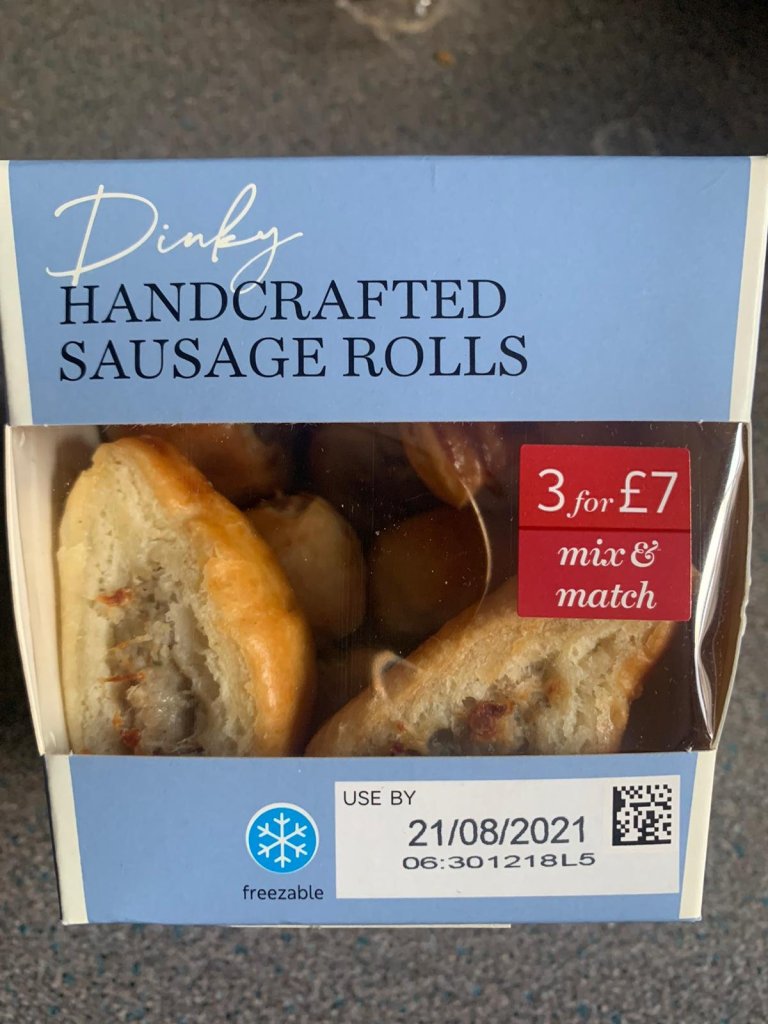 Dinky
HANDCRAFTED
SAUSAGE ROLLS
3 for £7
mix &
match
USE BY
21/08/2021
06:301218L5
freezable